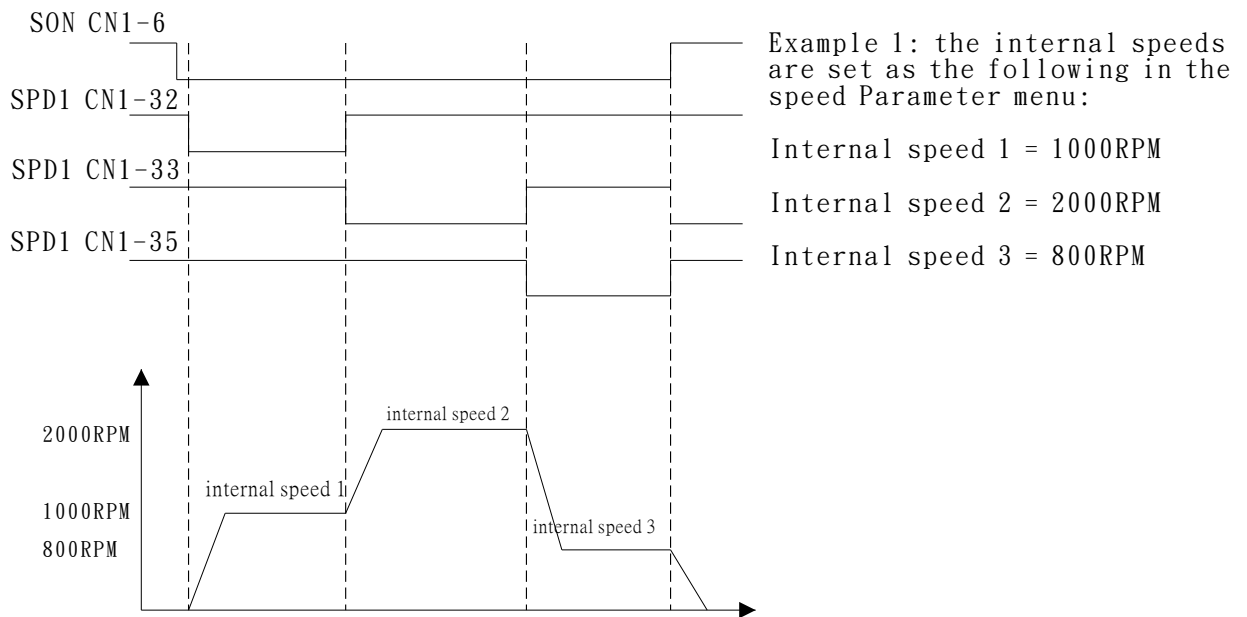 SON CN1-6
Example 1: the internal speeds
are set as the following in the
speed Parameter menu:
SPD1 CN1-32
Internal speed 1 = 1000RPM
SPD1 CN1-33
Internal speed 2 = 2000RPM
SPD1 CN1-35
Internal speed 3 = 800RPM
internal speed 2
2000RPM
internal speed 1
1000RPM
internal speed 3
800RPM